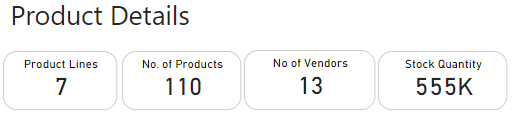 Product Details
Product Lines
7
No. of Products
110
No of Vendors
13
Stock Quantity
555K